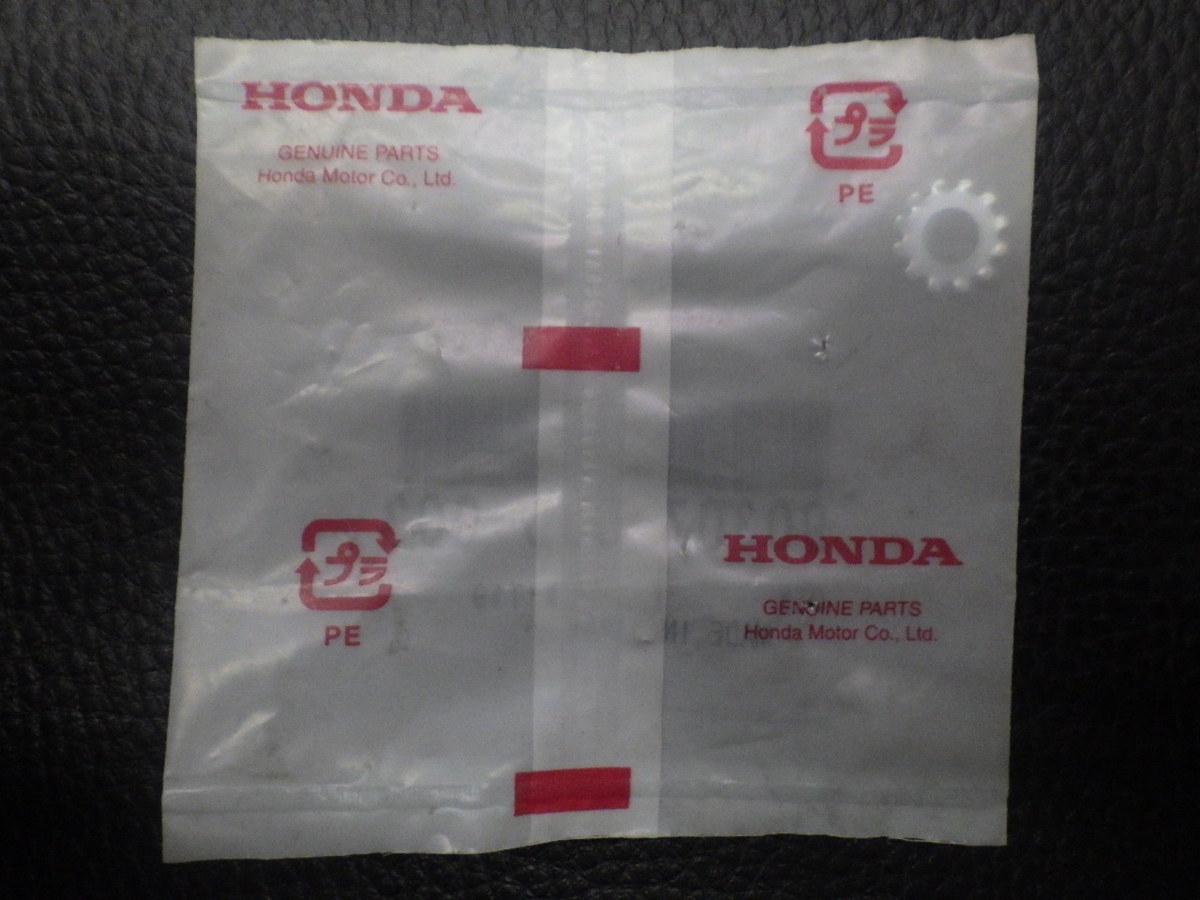 HONDA
GENUINE PARTS
Honda Motor Co., Ltd.
プラ
PE
プラ
PE
HONDA
GENUINE PARTS
Honda Motor Co., Ltd.